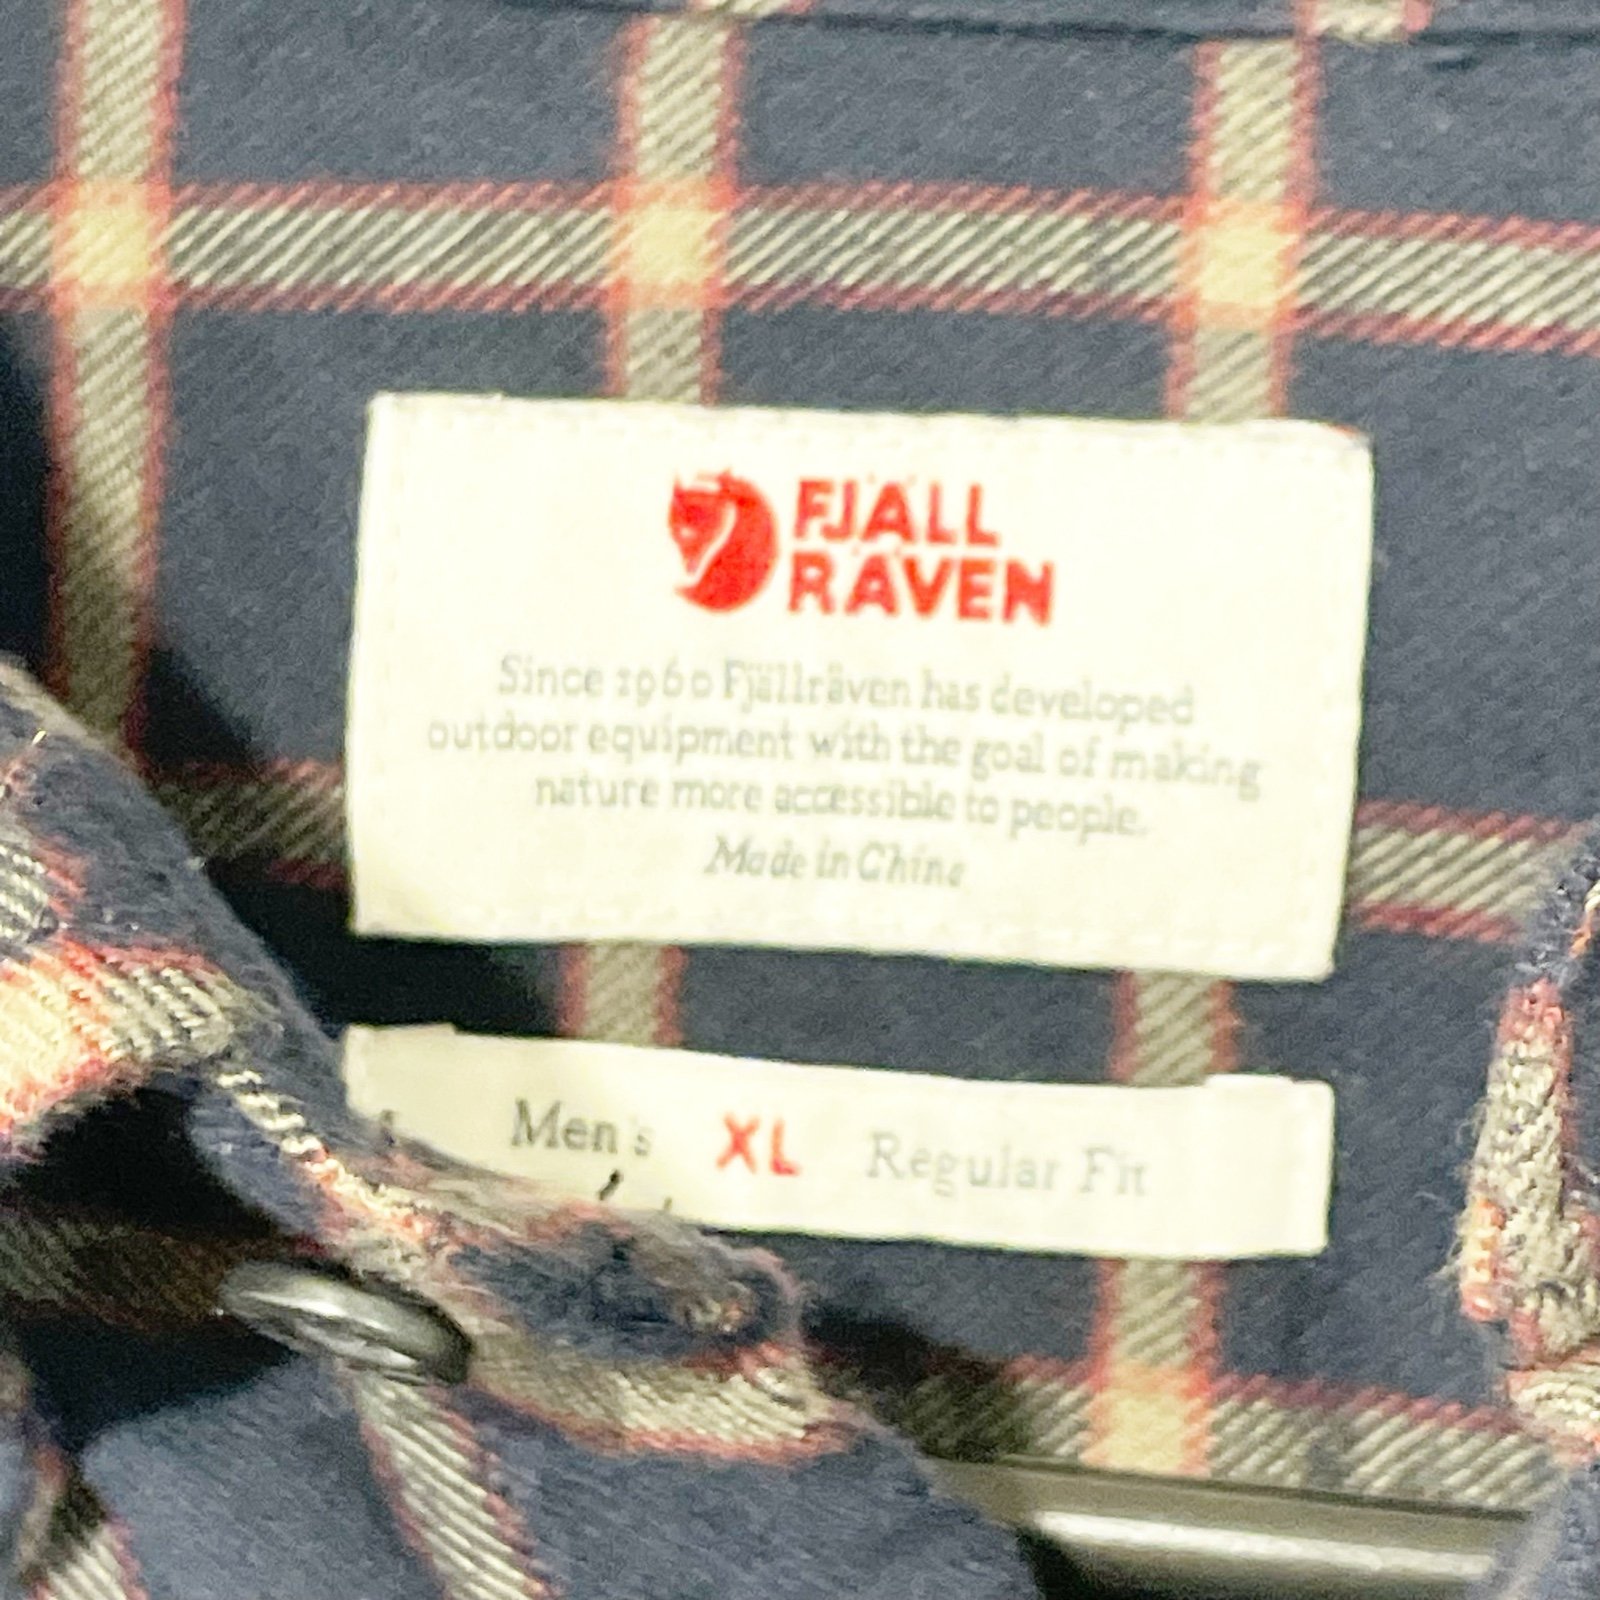 FJÄLL
RÄVEN
Since 1960 Fjällräven has developed
outdoor equipment with the goal of making
nature more accessible to people.
Made in China
Men's XL Regular Fit